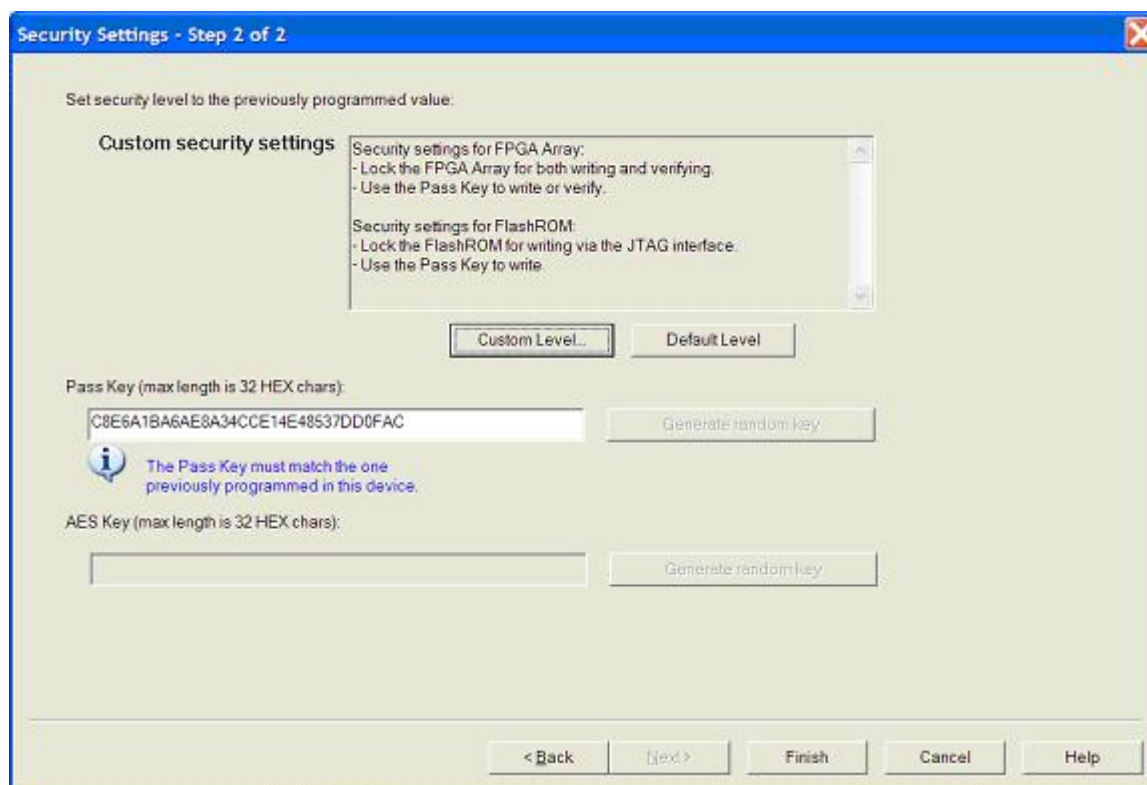 Security Settings - Step 2 of 2
Set security level to the previously programmed value:
Custom security settings
Security settings for FPGA Array:
- Lock the FPGA Array for both writing and verifying.
- Use the Pass Key to write or verify.
Security settings for FlashROM:
- Lock the FlashROM for writing via the JTAG interface.
- Use the Pass Key to write.
Custom Level...
Default Level
Pass Key (max length is 32 HEX chars):
C8E6A1BA6AE8A34CCE14E48537DD0FAC
Generate random key
The Pass Key must match the one
previously programmed in this device.
AES Key (max length is 32 HEX chars):
Generate random key
< Back
Next >
Finish
Cancel
Help